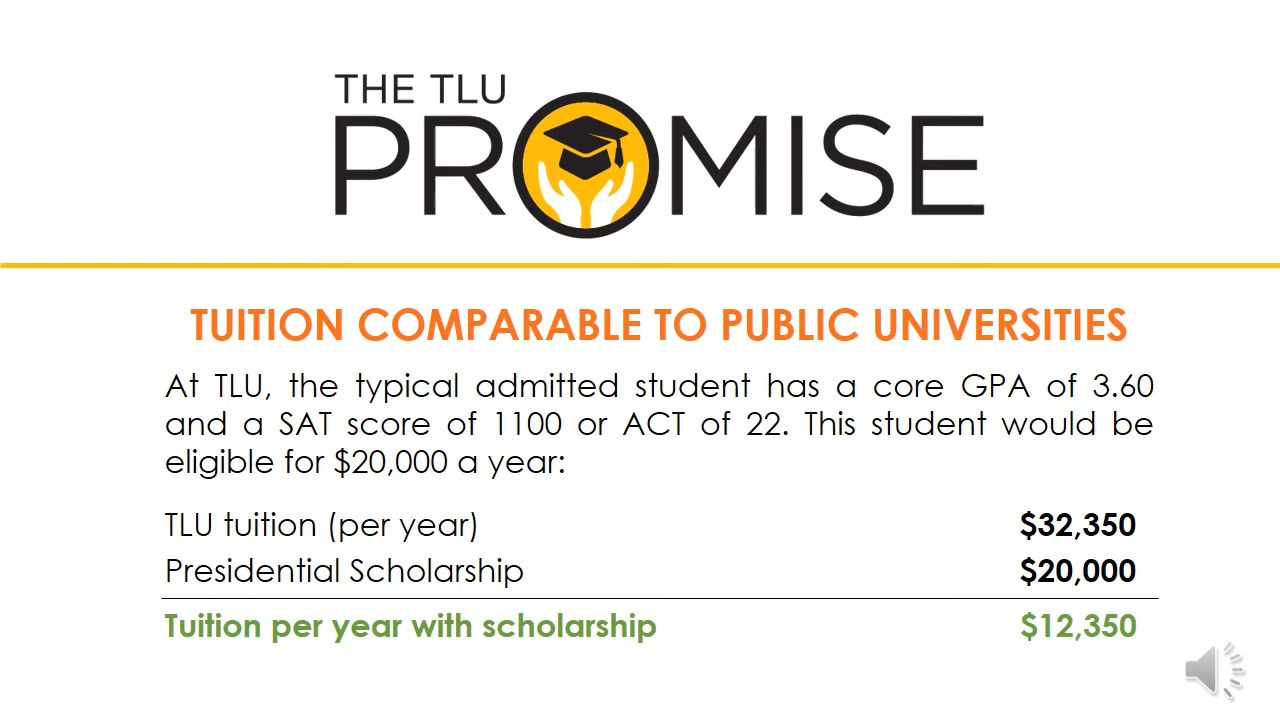 THE TLU
PROMISE
TUITION COMPARABLE TO PUBLIC UNIVERSITIES
At TLU, the typical admitted student has a core GPA of 3.60
and a SAT score of 1100 or ACT of 22. This student would be
eligible for $20,000 a year:
TLU tuition (per year) $32,350
Presidential Scholarship $20,000
Tuition per year with scholarship $12,350